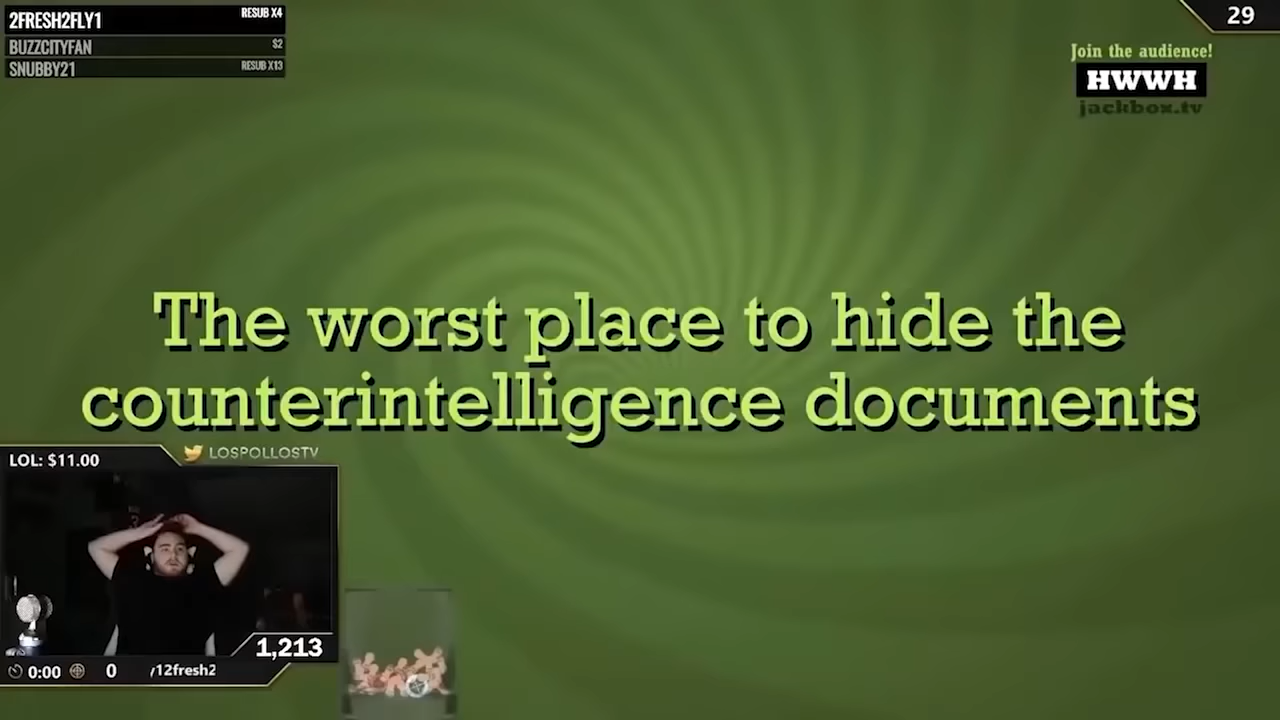 2FRESH2FLY1 RESUB X4
BUZZCITYFAN $2
SNUBBY21 RESUB X13
29
Join the audience!
HWWH
jackbox.tv
The worst place to hide the
counterintelligence documents
LOL: $11.00
LOSPOLLOSTV
1,213
0:00 0 /12fresh2